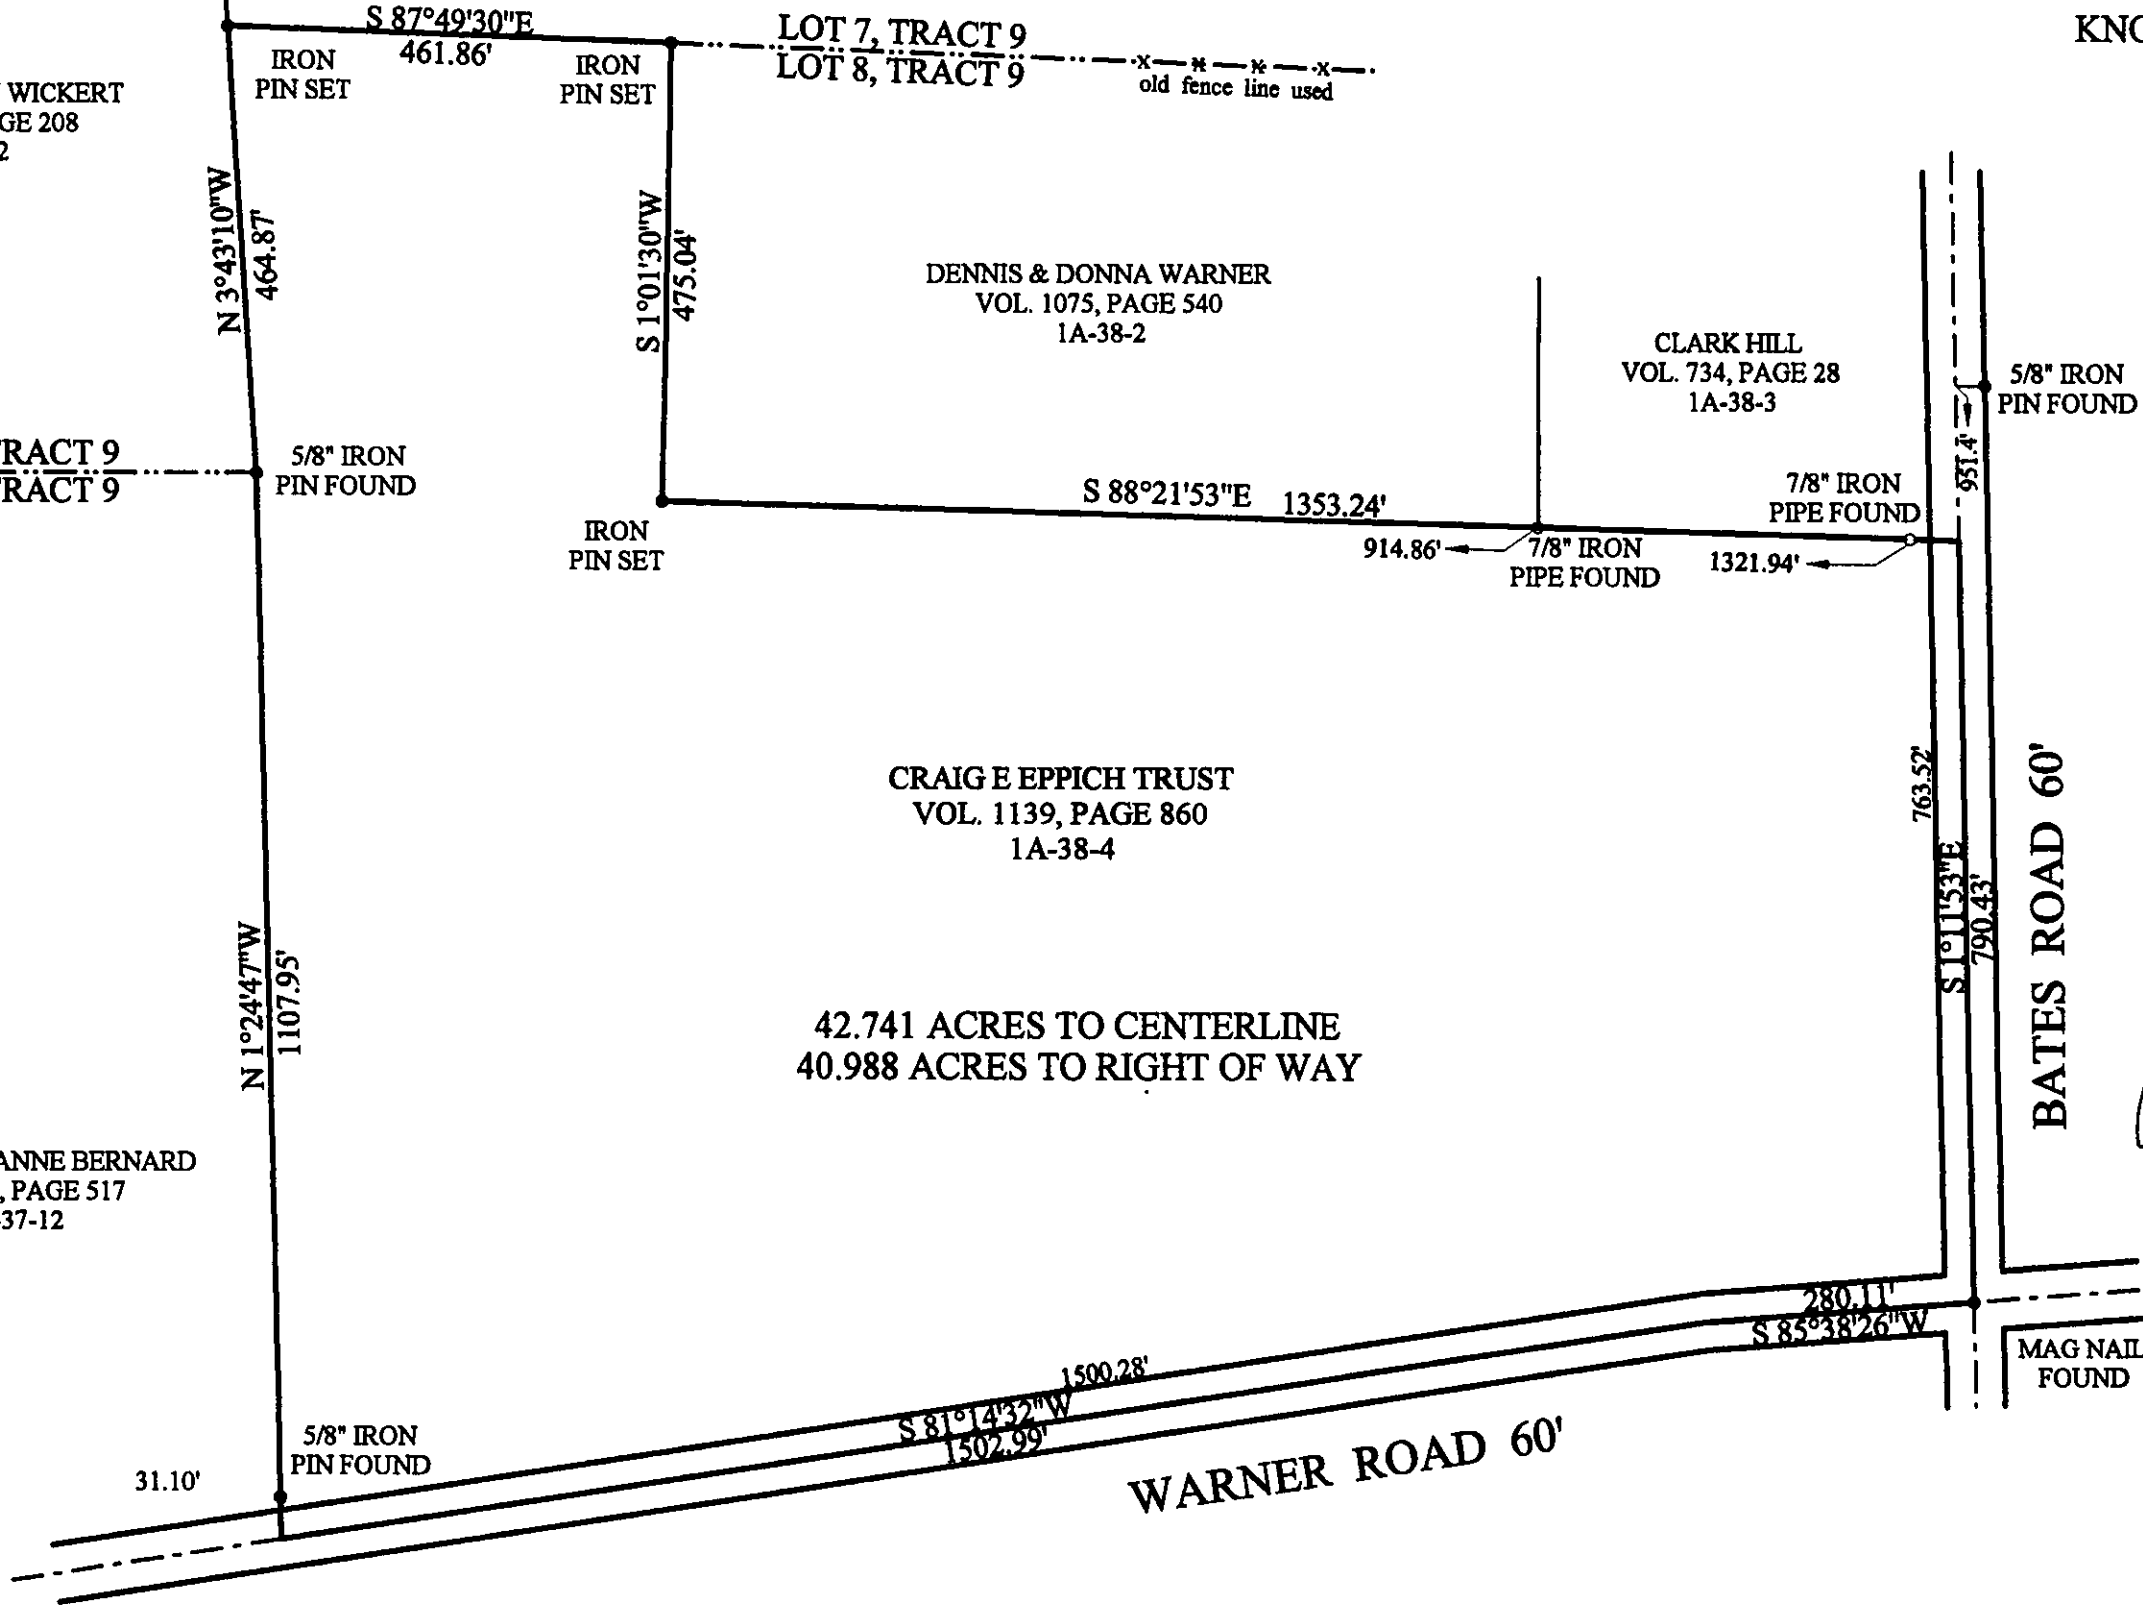 S 87°49'30"E
461.86'
IRON
PIN SET
IRON
PIN SET
LOT 7, TRACT 9
LOT 8, TRACT 9
old fence line used
KNO
WICKERT
GE 208
2
N 3°43'10"W
464.87'
S 1°01'30"W
475.04'
DENNIS & DONNA WARNER
VOL. 1075, PAGE 540
1A-38-2
CLARK HILL
VOL. 734, PAGE 28
1A-38-3
5/8" IRON
PIN FOUND
951.4'
RACT 9
RACT 9
5/8" IRON
PIN FOUND
IRON
PIN SET
S 88°21'53"E 1353.24'
914.86'
7/8" IRON
PIPE FOUND
7/8" IRON
PIPE FOUND
1321.94'
CRAIG E EPPICH TRUST
VOL. 1139, PAGE 860
1A-38-4
763.52'
S 1°11'53"E
790.43'
BATES ROAD 60'
N 1°24'47"W
1107.95'
42.741 ACRES TO CENTERLINE
40.988 ACRES TO RIGHT OF WAY
ANNE BERNARD
, PAGE 517
-37-12
280.11'
S 85°38'26"W
MAG NAIL
FOUND
1500.28'
S 81°14'32"W
1502.99'
WARNER ROAD 60'
5/8" IRON
PIN FOUND
31.10'